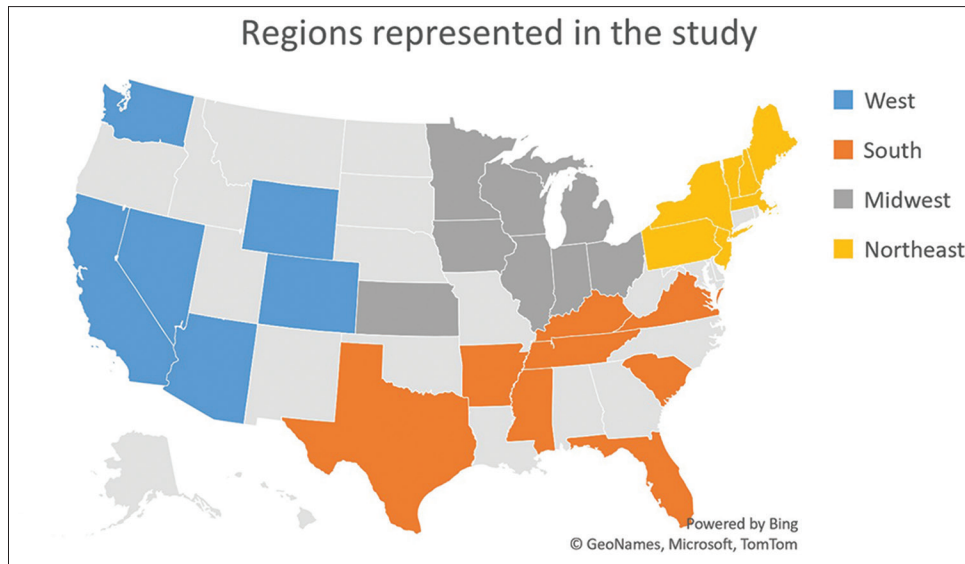 Regions represented in the study
West
South
Midwest
Northeast
Powered by Bing
© GeoNames, Microsoft, TomTom